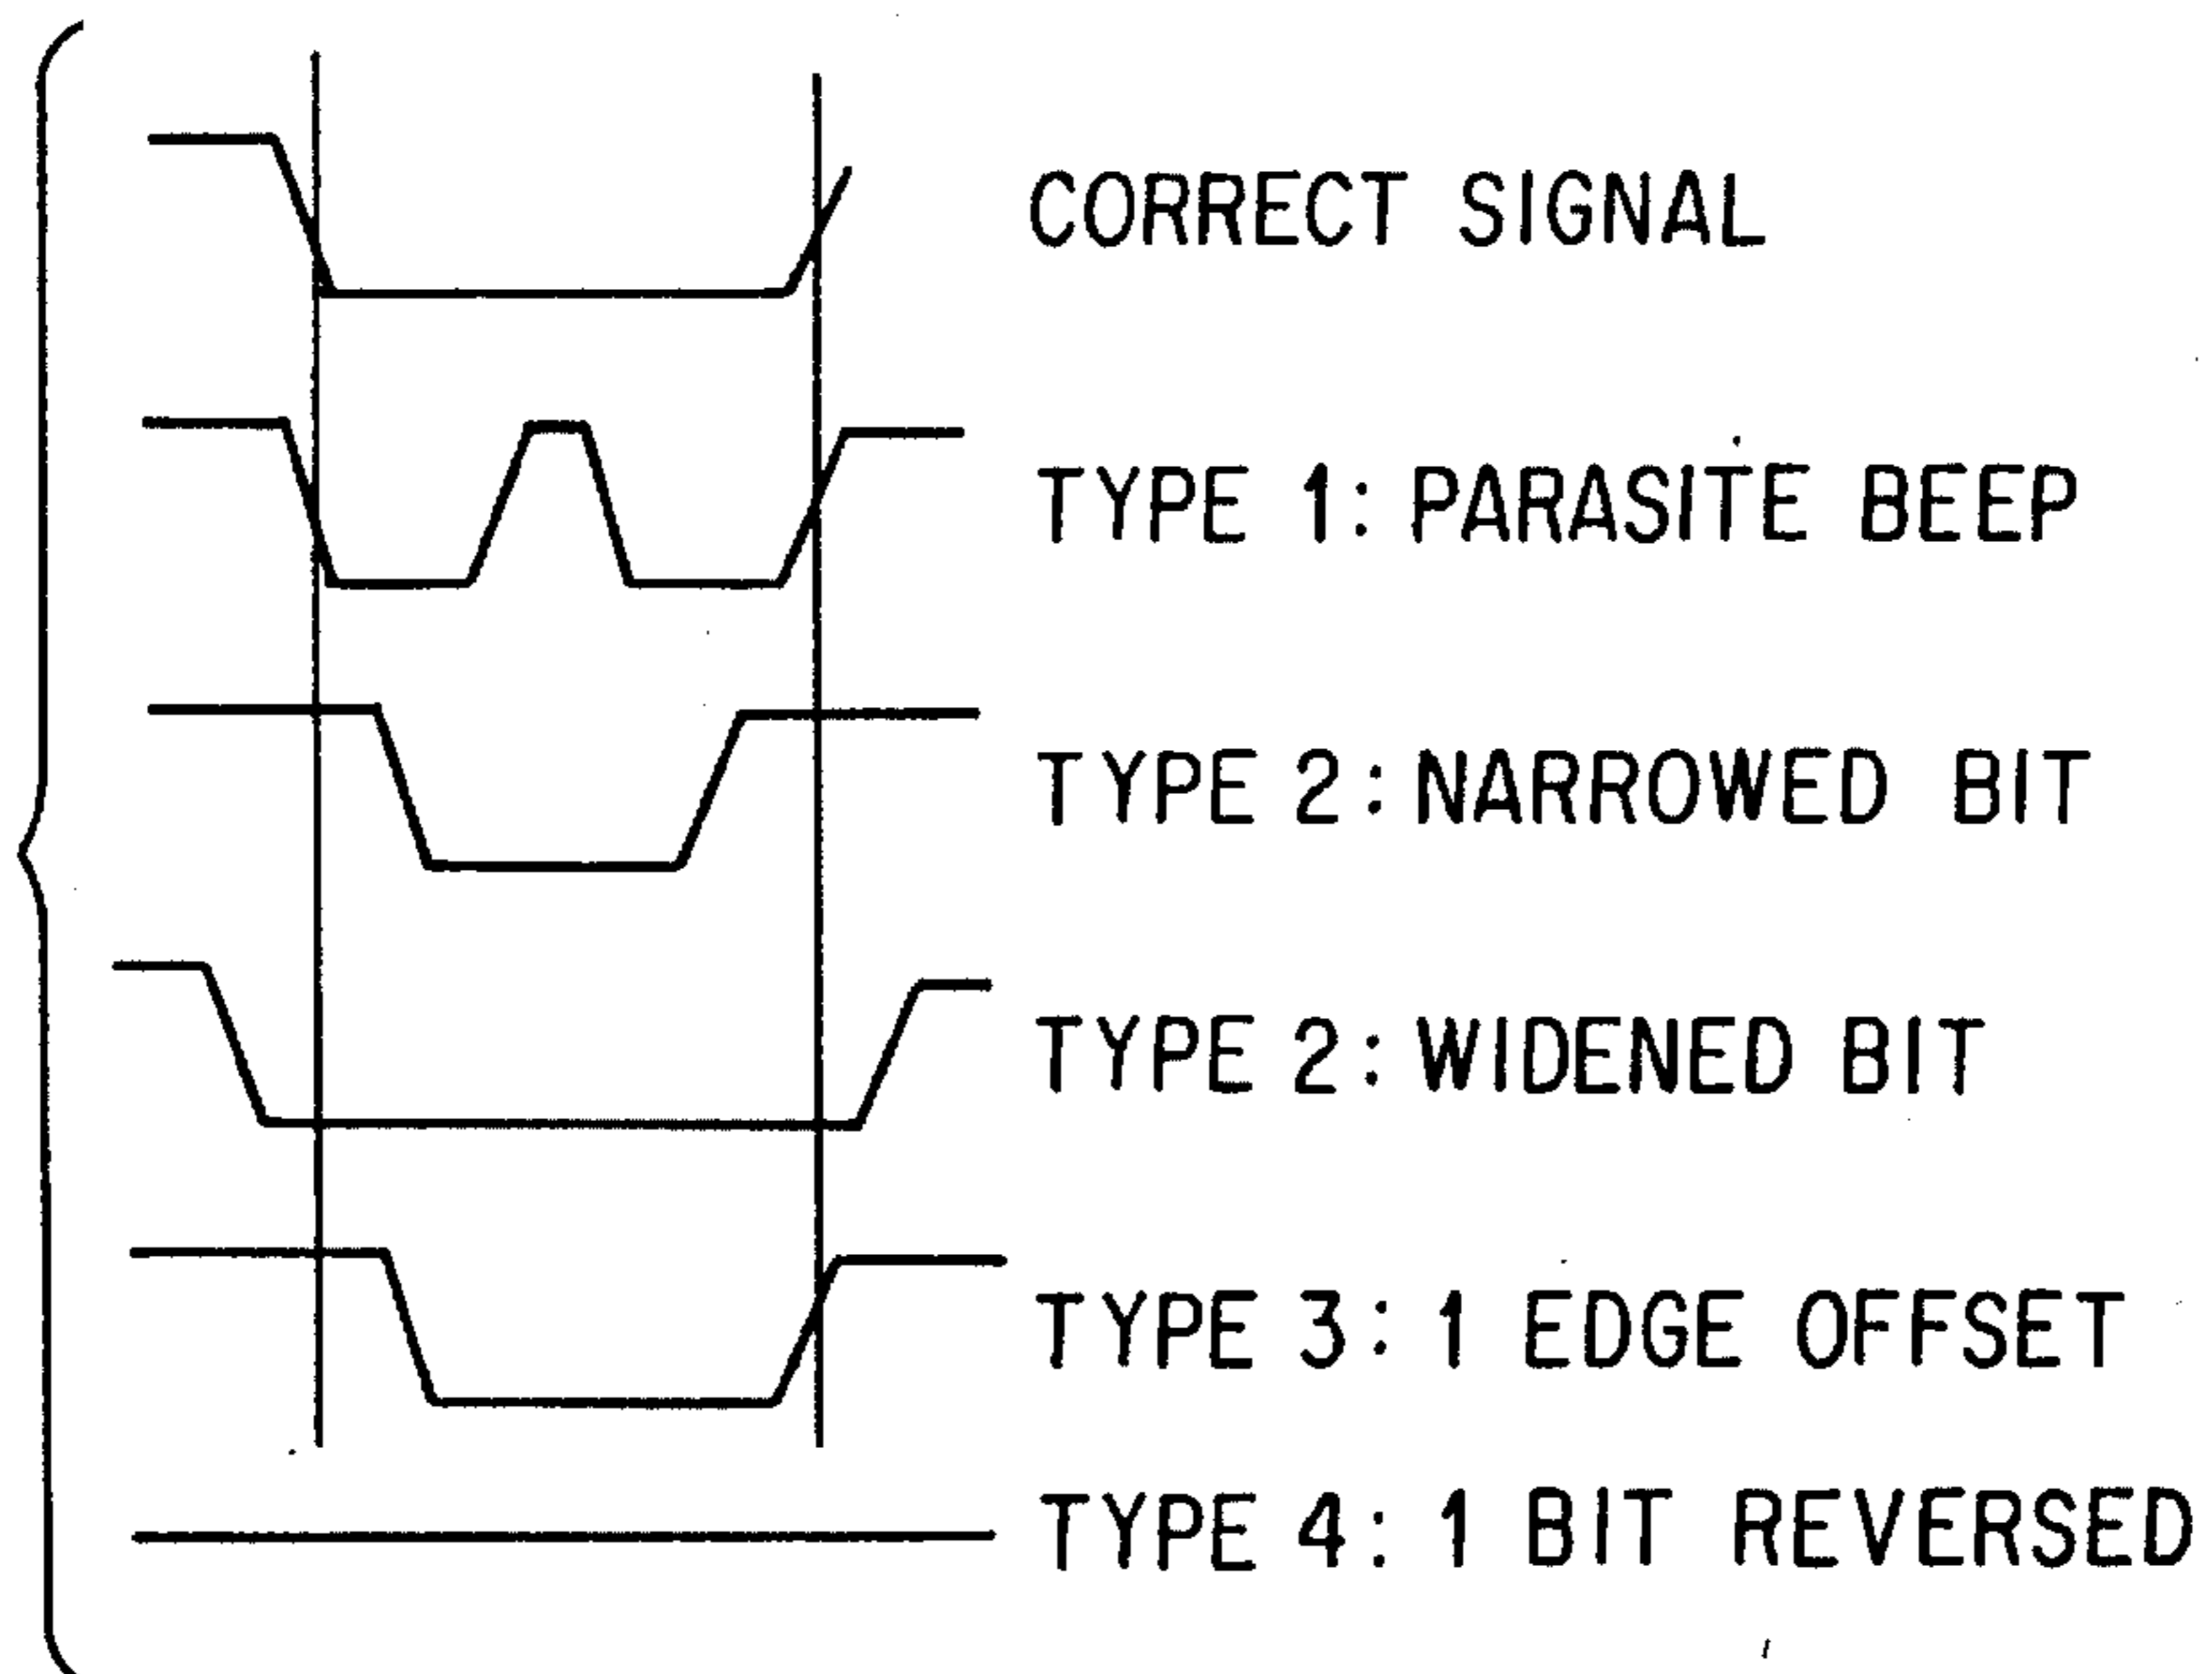 CORRECT SIGNAL
TYPE 1: PARASITE BEEP
TYPE 2: NARROWED BIT
TYPE 2: WIDENED BIT
TYPE 3: 1 EDGE OFFSET
TYPE 4: 1 BIT REVERSED